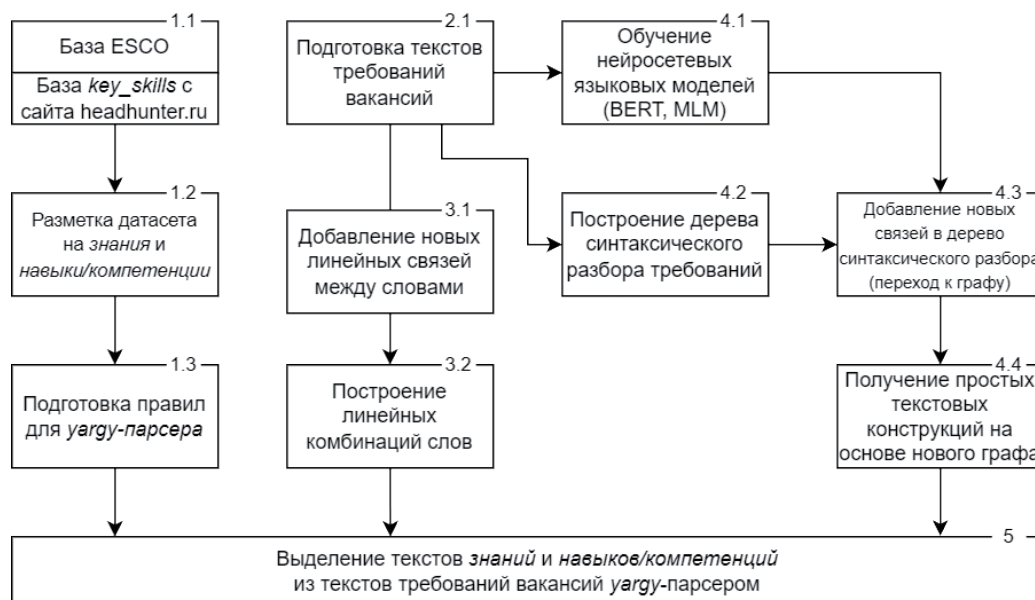 1.1
База ESCO
База key_skills с
сайта headhunter.ru
1.2
Разметка датасета
на знания и
навыки/компетенции
1.3
Подготовка правил
для yargy-парсера
2.1
Подготовка текстов
требований
вакансий
3.1
Добавление новых
линейных связей
между словами
3.2
Построение
линейных
комбинаций слов
4.1
Обучение
нейросетевых
языковых моделей
(BERT, MLM)
4.2
Построение дерева
синтаксического
разбора требований
4.3
Добавление новых
связей в дерево
синтаксического разбора
(переход к графу)
4.4
Получение простых
текстовых
конструкций на
основе нового графа
5
Выделение текстов знаний и навыков/компетенций
из текстов требований вакансий yargy-парсером